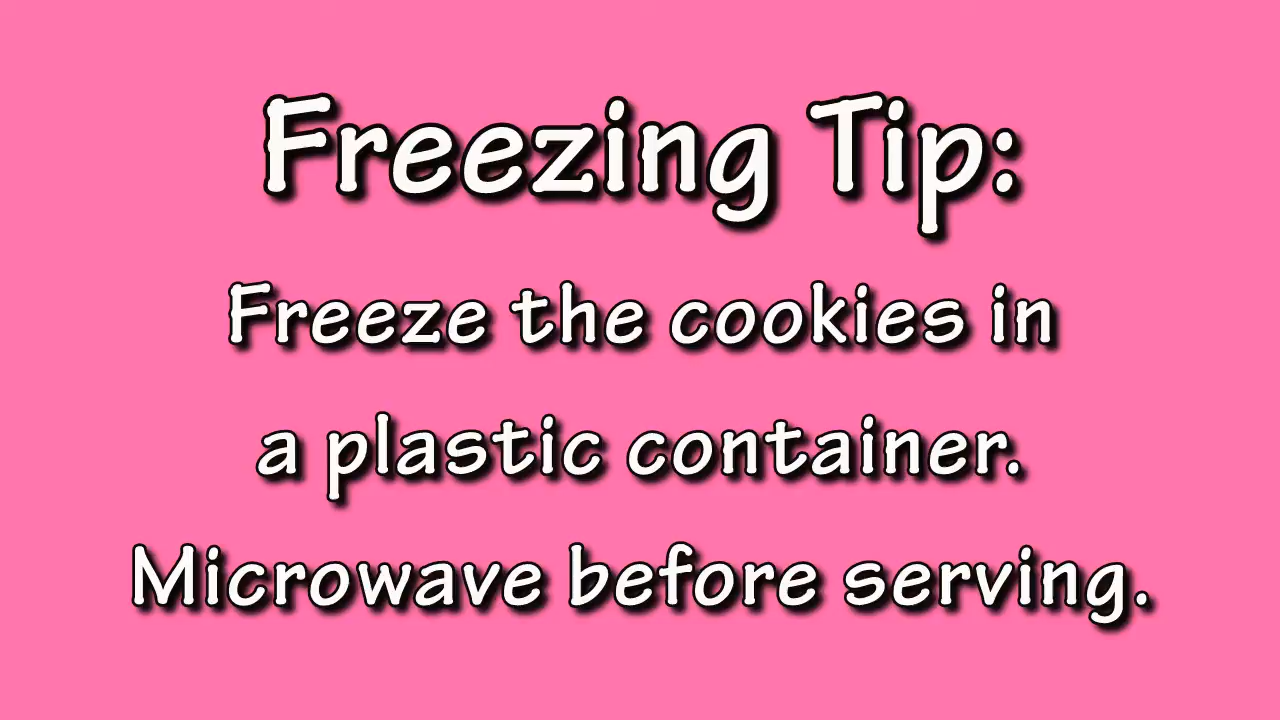 Freezing Tip:
Freeze the cookies in
a plastic container.
Microwave before serving.